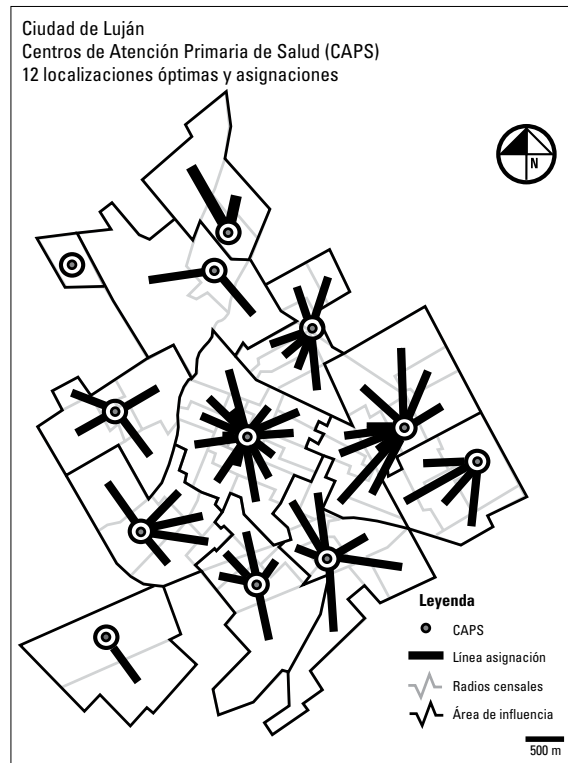 Ciudad de Luján
Centros de Atención Primaria de Salud (CAPS)
12 localizaciones óptimas y asignaciones
N
Leyenda
CAPS
Línea asignación
Radios censales
Área de influencia
500 m